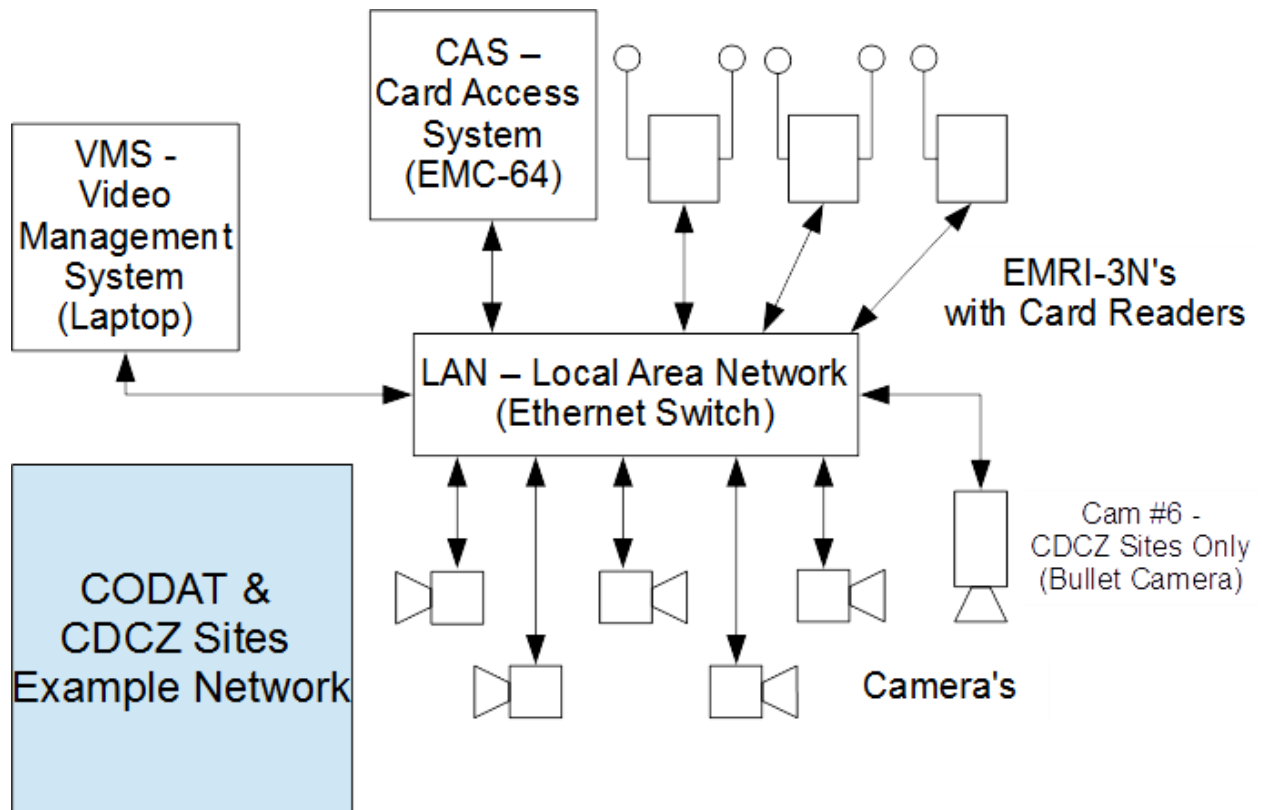 CAS –
Card Access
System
(EMC-64)
VMS -
Video
Management
System
(Laptop)
EMRI-3N's
with Card Readers
LAN – Local Area Network
(Ethernet Switch)
CODAT &
CDCZ Sites
Example Network
Cam #6 -
CDCZ Sites Only
(Bullet Camera)
Camera's